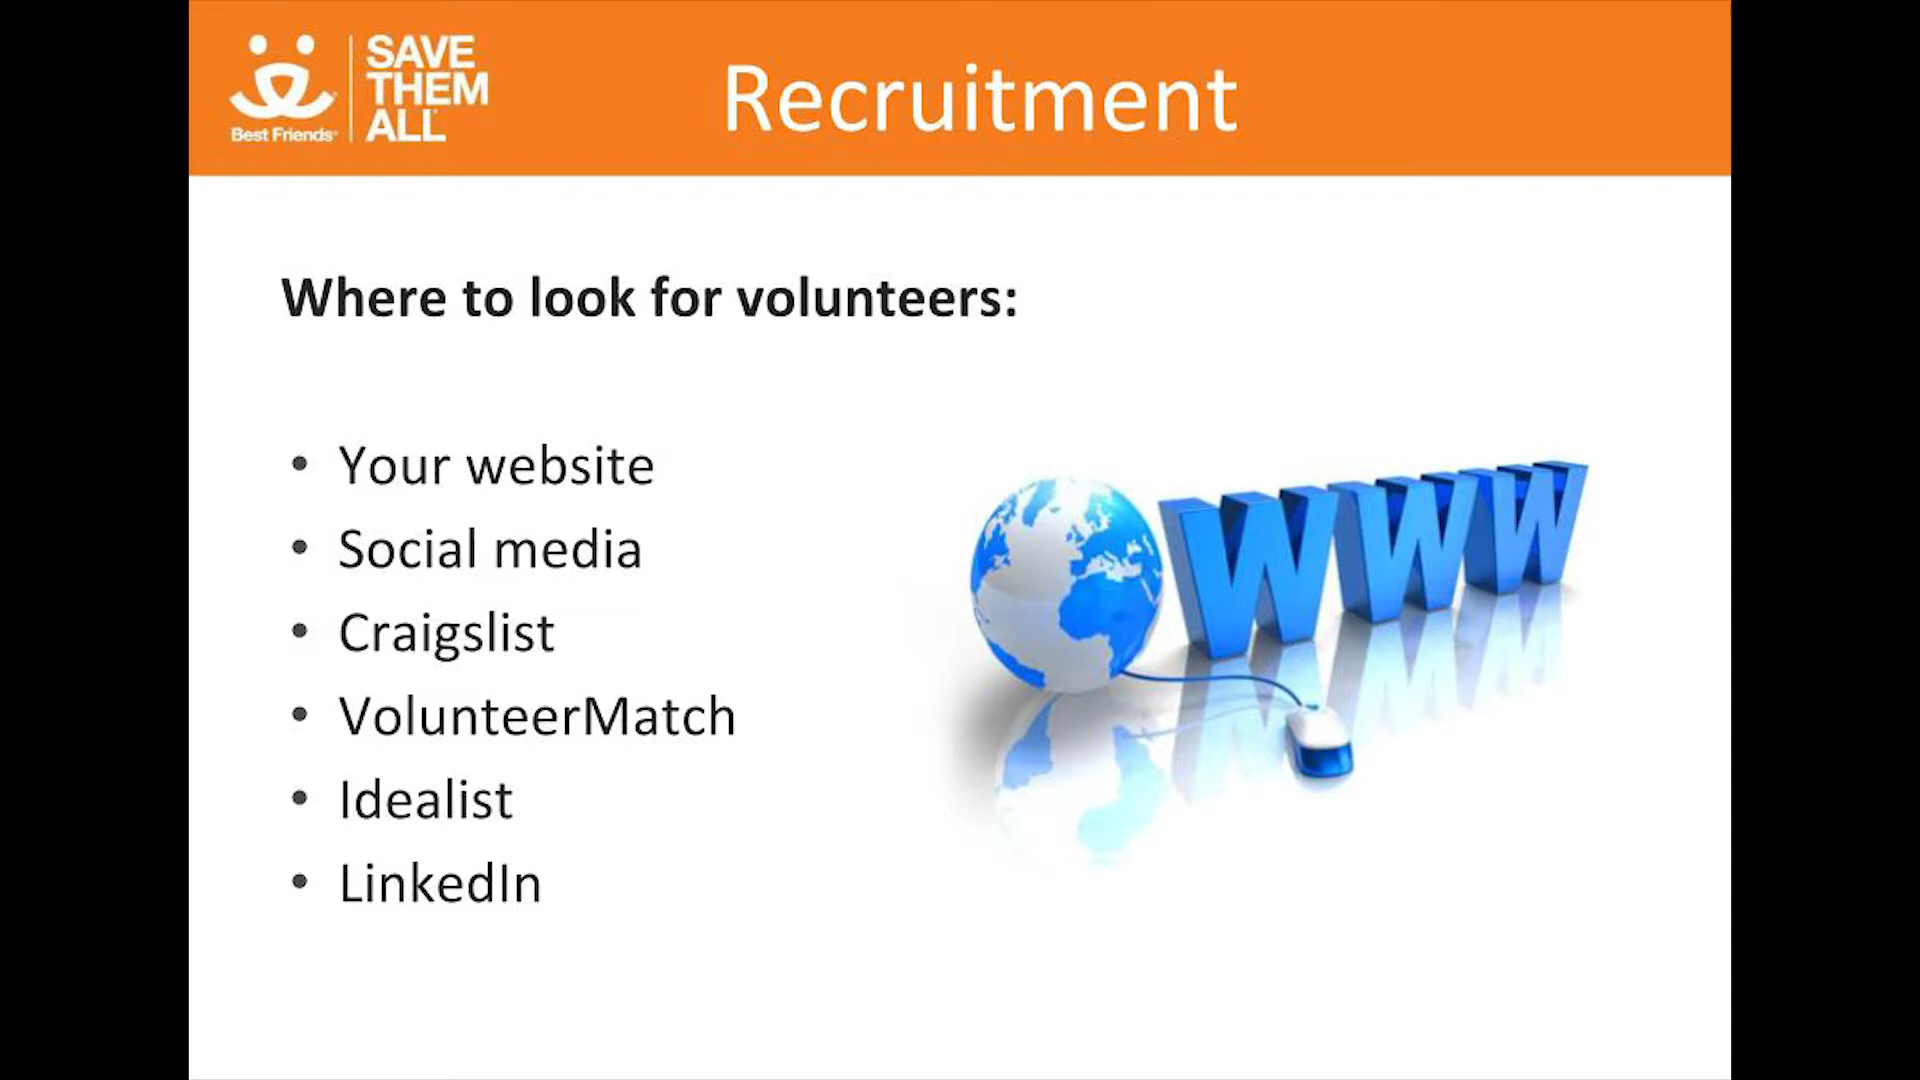 Best Friends
SAVE
THEM
ALL
Recruitment
Where to look for volunteers:
• Your website
• Social media
• Craigslist
• VolunteerMatch
• Idealist
• LinkedIn
WWW